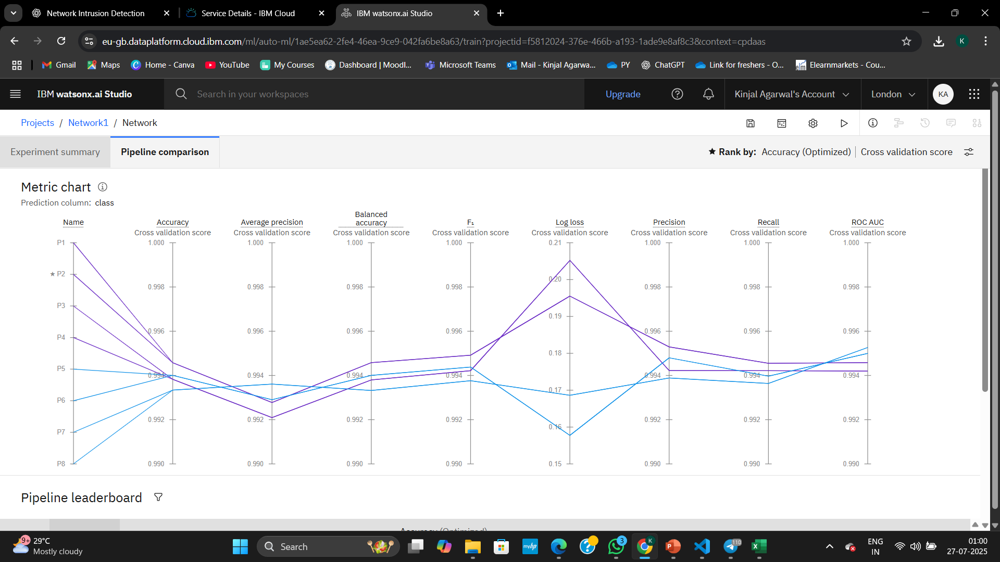 Network Intrusion Detection
Service Details - IBM Cloud
IBM watsonx.ai Studio
eu-gb.dataplatform.cloud.ibm.com/ml/auto-ml/1ae5ea62-2fe4-46ea-9ce9-042fa6be8a63/train?projectid=f5812024-376e-466b-a193-1ade9e8af8c3&context=cpdaas
K
Gmail
Maps
Home - Canva
YouTube
My Courses
Dashboard | Moodl...
Microsoft Teams
Mail - Kinjal Agarwa...
PY
ChatGPT
Link for freshers - O...
Elearnmarkets - Cou...
IBM watsonx.ai Studio
Search in your workspaces
Upgrade
Kinjal Agarwal's Account
London
KA
Projects / Network1 / Network
Experiment summary
Pipeline comparison
★ Rank by: Accuracy (Optimized) | Cross validation score
Metric chart
Prediction column: class
Name
P1
★ P2
P3
P4
P5
P6
P7
P8
Accuracy
Cross validation score
1.000
0.998
0.996
0.994
0.992
0.990
Average precision
Cross validation score
1.000
0.998
0.996
0.994
0.992
0.990
Balanced
accuracy
Cross validation score
1.000
0.998
0.996
0.994
0.992
0.990
F₁
Cross validation score
1.000
0.998
0.996
0.994
0.992
0.990
Log loss
Cross validation score
0.21
0.20
0.19
0.18
0.17
0.16
0.15
Precision
Cross validation score
1.000
0.998
0.996
0.994
0.992
0.990
Recall
Cross validation score
1.000
0.998
0.996
0.994
0.992
0.990
ROC AUC
Cross validation score
1.000
0.998
0.996
0.994
0.992
0.990
Pipeline leaderboard
Accuracy (Optimized)
9+
29°C
Mostly cloudy
Search
myhp
3
K
110
ENG
IN
01:00
27-07-2025